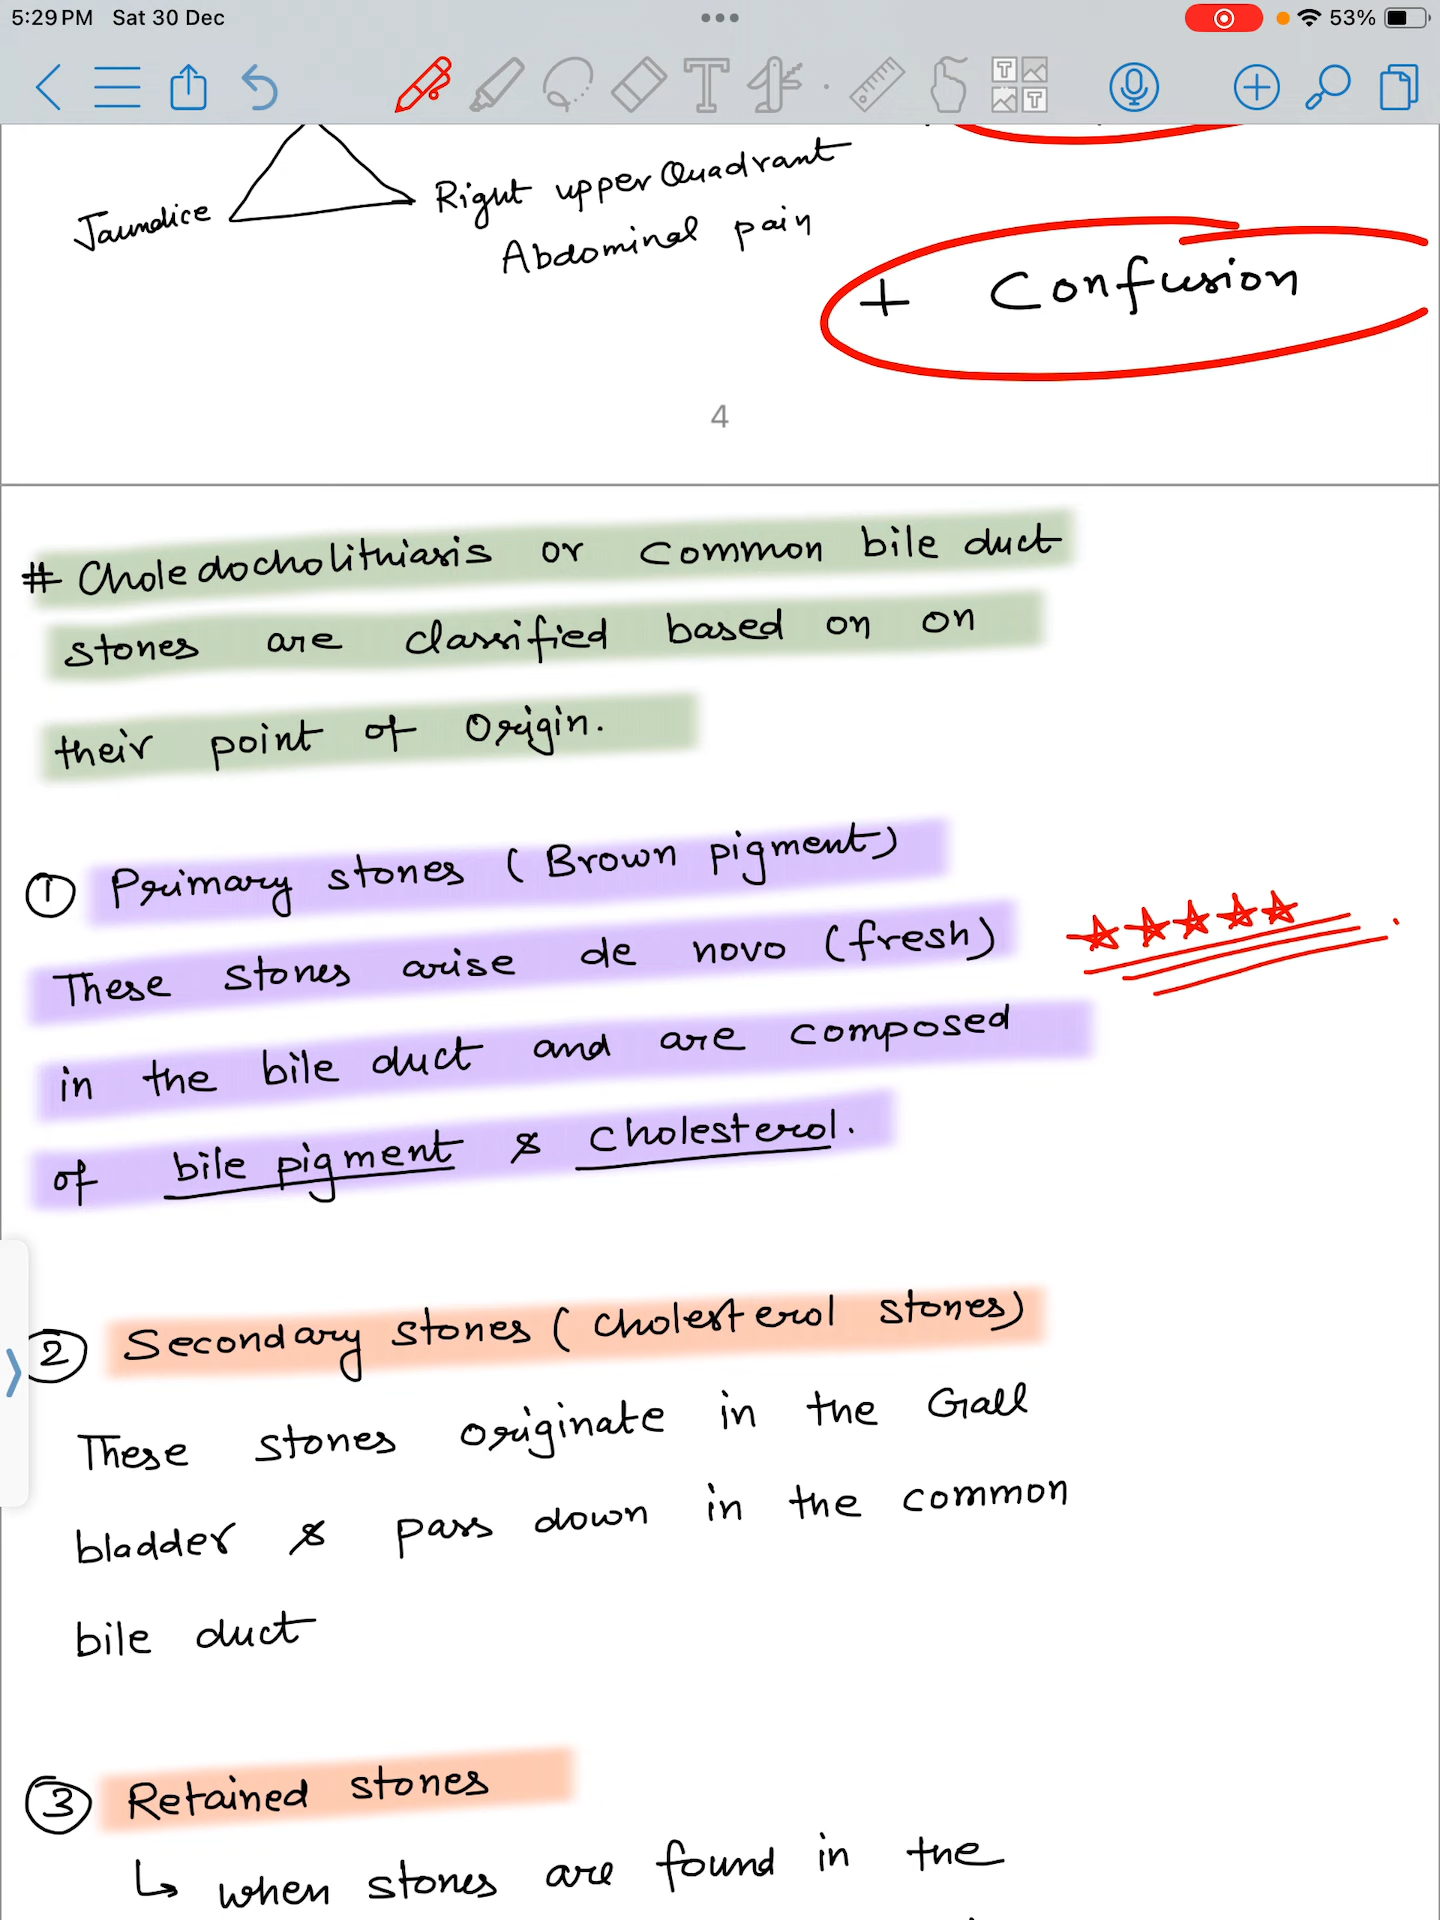 5:29 PM Sat 30 Dec 53%
Jaundice Right upper Quadrant
Abdominal pain
+ Confusion
4
# Choledocholithiasis or common bile duct
stones are classified based on on
their point of Origin.
① Primary stones ( Brown pigment)
These stones arise de novo (fresh)
in the bile duct and are composed
of bile pigment & cholesterol.
② Secondary stones ( cholesterol stones)
These stones originate in the Gall
bladder & pass down in the common
bile duct
③ Retained stones
↳ when stones are found in the